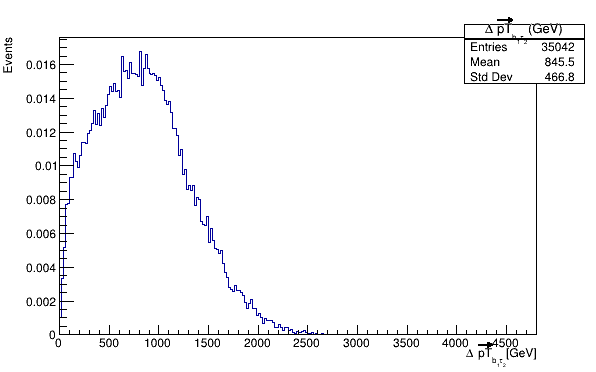 Δ pT b₁τ₂ (GeV)
Entries 35042
Mean 845.5
Std Dev 466.8
Events
0.016
0.014
0.012
0.01
0.008
0.006
0.004
0.002
0
0 500 1000 1500 2000 2500 3000 3500 4000 4500
Δ pT b₁τ₂ [GeV]